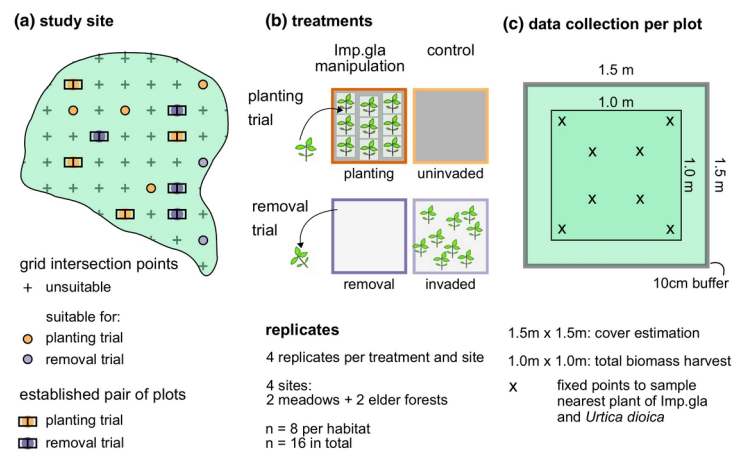 (a) study site
grid intersection points
+ unsuitable
suitable for:
planting trial
removal trial
established pair of plots
planting trial
removal trial
(b) treatments
Imp.gla
manipulation
control
planting
trial
planting
uninvaded
removal
trial
removal
invaded
replicates
4 replicates per treatment and site
4 sites:
2 meadows + 2 elder forests
n = 8 per habitat
n = 16 in total
(c) data collection per plot
1.5 m
1.0 m
x x
x x
x x
x x
1.0 m
1.5 m
10cm buffer
1.5m x 1.5m: cover estimation
1.0m x 1.0m: total biomass harvest
x fixed points to sample
nearest plant of Imp.gla
and Urtica dioica